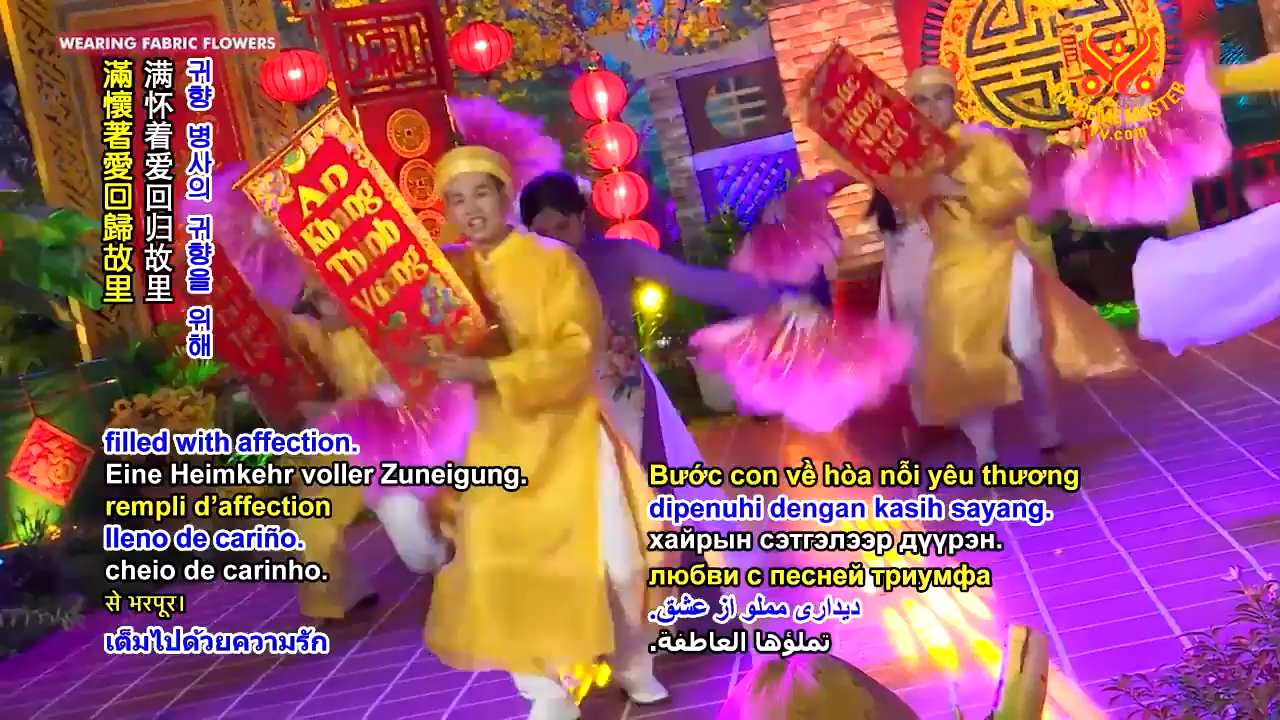 WEARING FABRIC FLOWERS
滿懷著愛回歸故里
满怀着爱回归故里
귀향 병사의 귀향을 위해
SUPREME MASTER
TV.com
An
Khang
Thịnh
Vượng
filled with affection.
Eine Heimkehr voller Zuneigung.
rempli d’affection
lleno de cariño.
cheio de carinho.
से भरपूर।
เต็มไปด้วยความรัก
Bước con về hòa nỗi yêu thương
dipenuhi dengan kasih sayang.
хайрын сэтгэлээр дүүрэн.
любви с песней триумфа
دیداری مملو از عشق.
تملؤها العاطفة.